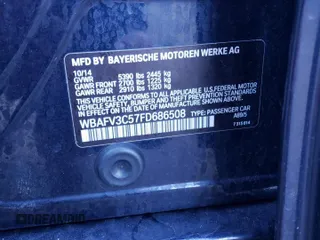 MFD BY BAYERISCHE MOTOREN WERKE AG
10/14
GVWR 5390 lbs 2445 kg
GAWR FRONT 2700 lbs 1225 kg
GAWR REAR 2910 lbs 1320 kg
THIS VEHICLE CONFORMS TO ALL APPLICABLE
FEDERAL MOTOR VEHICLE SAFETY, BUMPER,
AND THEFT PREVENTION STANDARDS IN EFFECT ON
THE DATE OF MANUFACTURE SHOWN ABOVE.
WBAFV3C57FD686508 TYPE: PASSENGER CAR